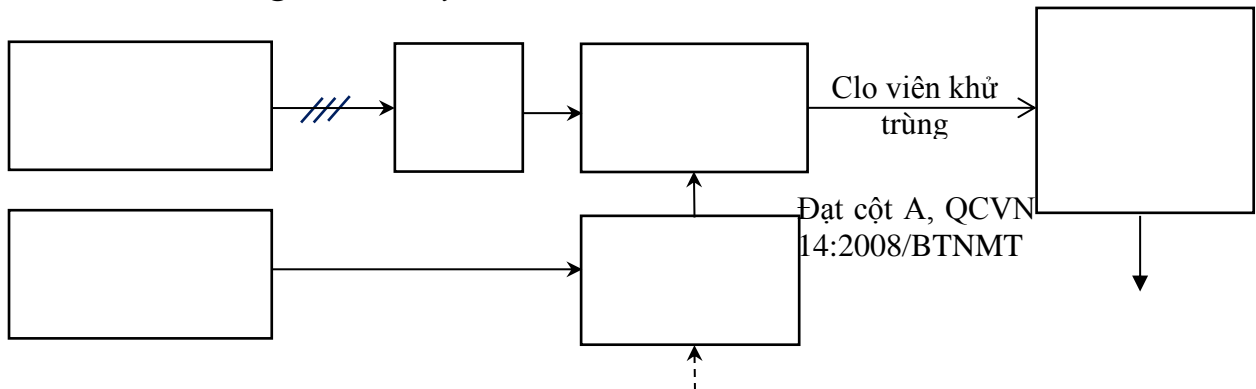 Clo viên khử
trùng
Đạt cột A, QCVN
14:2008/BTNMT